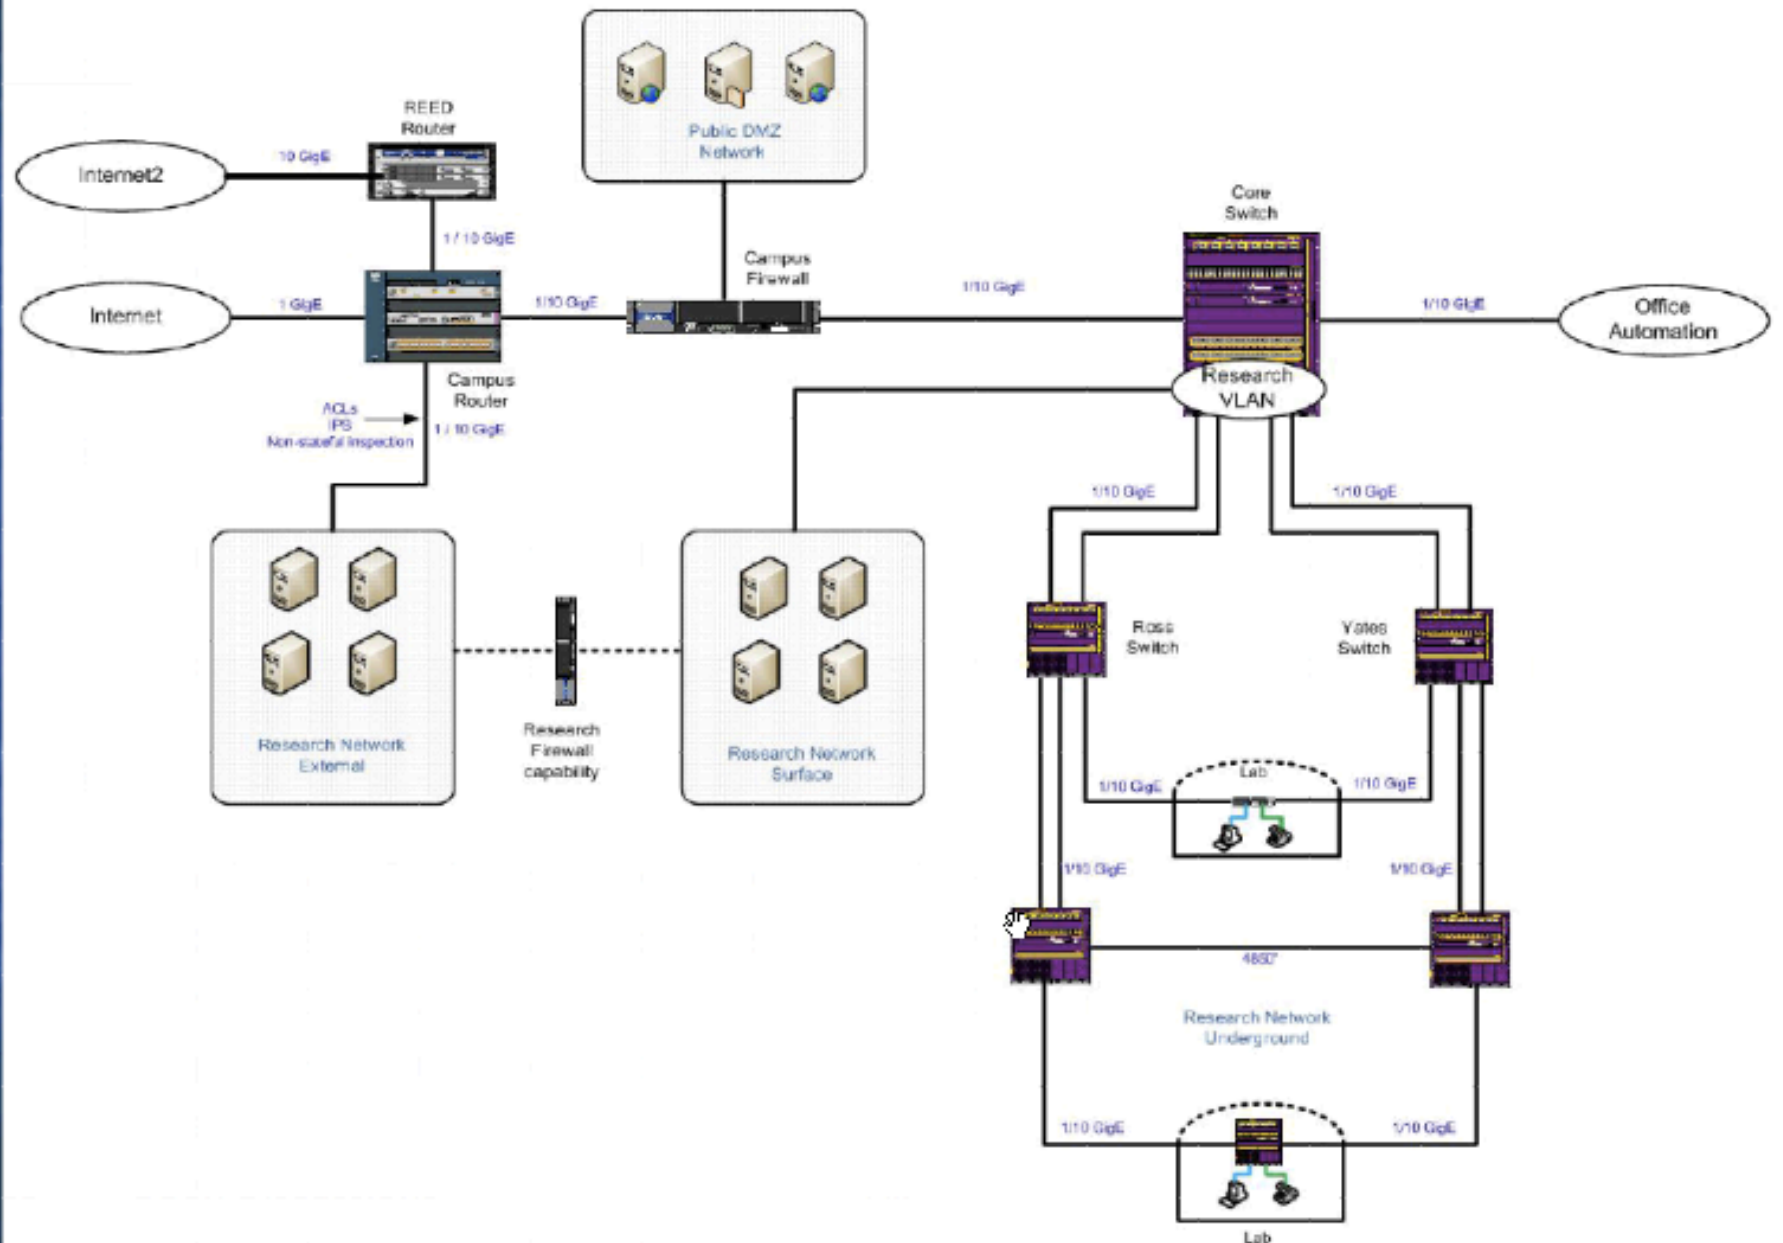 REED
Router
10 GigE
Internet2
Public DMZ
Network
Core
Switch
1 / 10 GigE
Campus
Firewall
1 GigE
Internet
1/10 GigE
1/10 GigE
1/10 GigE
Office
Automation
Campus
Router
Research
VLAN
ACLs
IPS
Non-stateful inspection
1 / 10 GigE
1/10 GigE
1/10 GigE
Ross
Switch
Yates
Switch
Research Network
External
Research
Firewall
capability
Research Network
Surface
Lab
1/10 GigE
1/10 GigE
1/10 GigE
1/10 GigE
4850'
Research Network
Underground
1/10 GigE
1/10 GigE
Lab